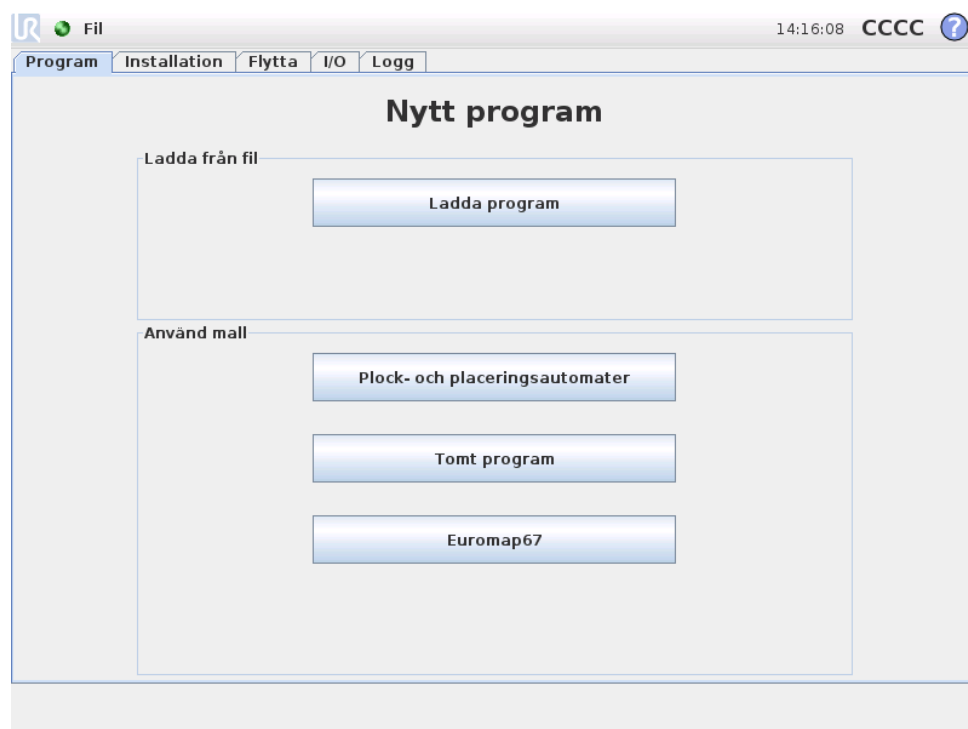 UR Fil 14:16:08 CCCC ?
Program Installation Flytta I/O Logg
Nytt program
Ladda från fil
Ladda program
Använd mall
Plock- och placeringsautomater
Tomt program
Euromap67